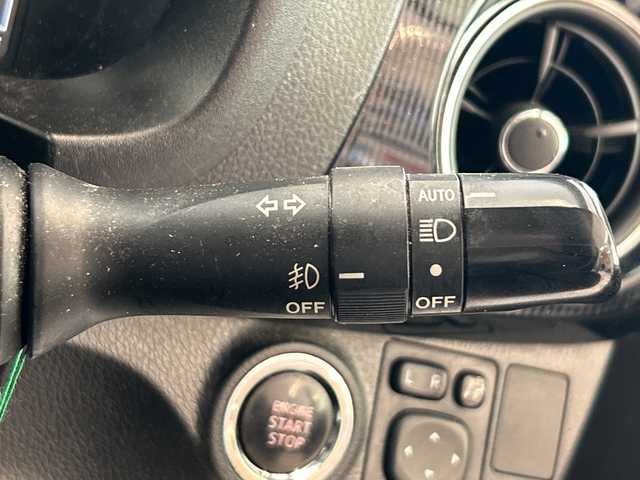 AUTO
OFF
OFF
L R
ENGINE
START
STOP